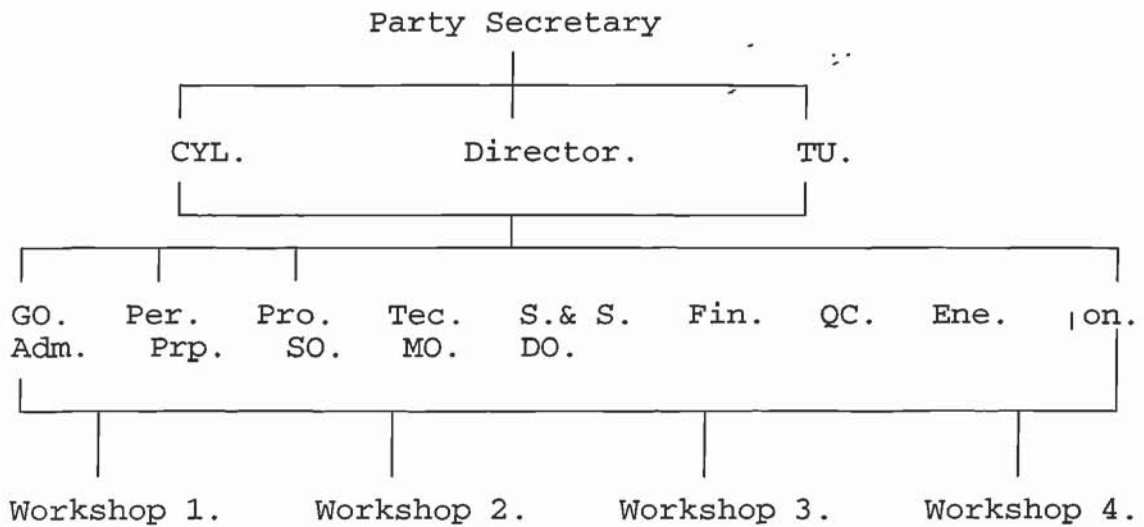 Party Secretary
CYL. Director. TU.
GO. Per. Pro. Tec. S.& S. Fin. QC. Ene. on.
Adm. Prp. SO. MO. DO.
Workshop 1. Workshop 2. Workshop 3. Workshop 4.